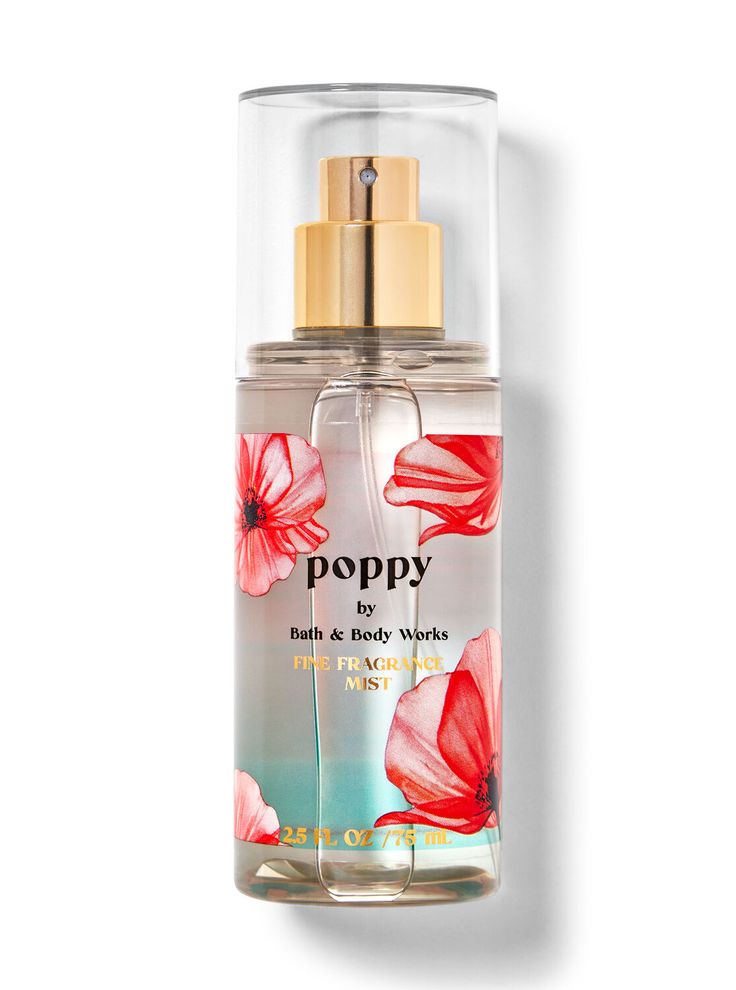 poppy
by
Bath & Body Works
FINE FRAGRANCE
MIST
2.5 FL OZ / 75 mL